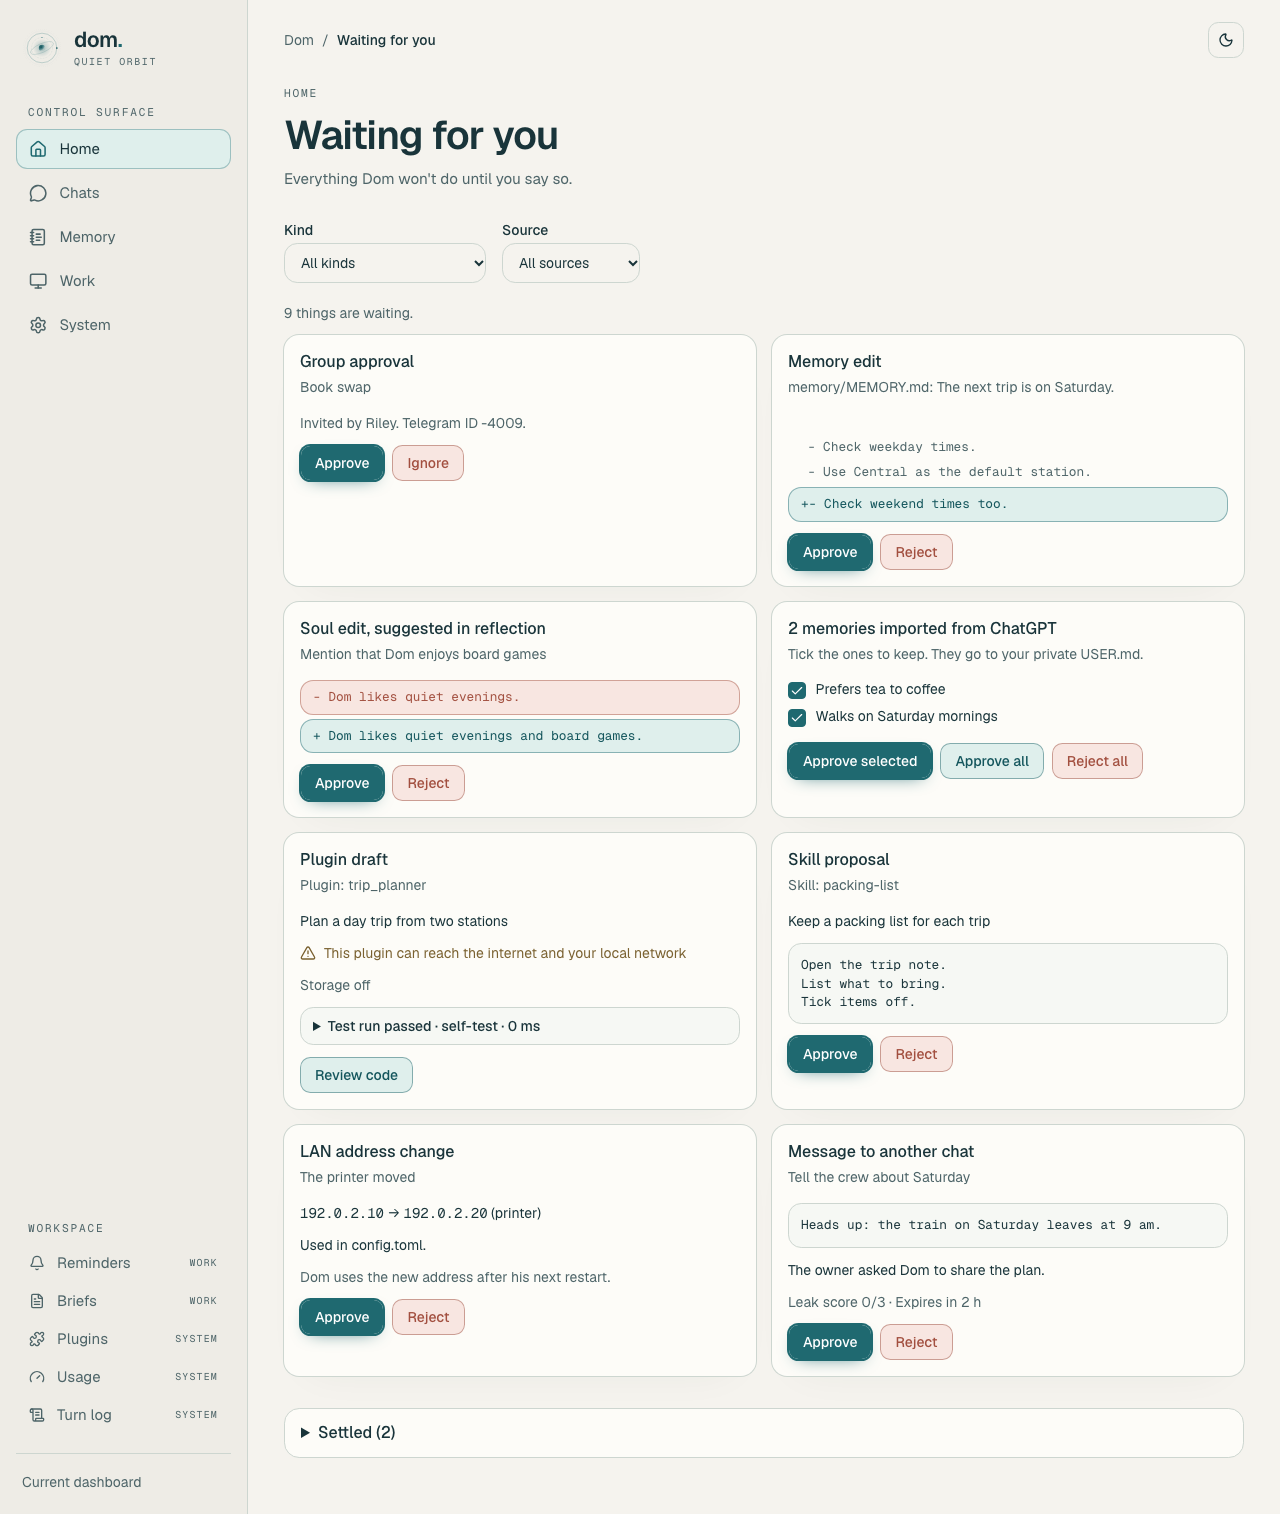 dom.
QUIET ORBIT
CONTROL SURFACE
Home
Chats
Memory
Work
System
WORKSPACE
Reminders WORK
Briefs WORK
Plugins SYSTEM
Usage SYSTEM
Turn log SYSTEM
Current dashboard
Dom / Waiting for you
HOME
Waiting for you
Everything Dom won't do until you say so.
Kind
All kinds
Source
All sources
9 things are waiting.
Group approval
Book swap
Invited by Riley. Telegram ID -4009.
Approve Ignore
Memory edit
memory/MEMORY.md: The next trip is on Saturday.
- Check weekday times.
- Use Central as the default station.
+- Check weekend times too.
Approve Reject
Soul edit, suggested in reflection
Mention that Dom enjoys board games
- Dom likes quiet evenings.
+ Dom likes quiet evenings and board games.
Approve Reject
2 memories imported from ChatGPT
Tick the ones to keep. They go to your private USER.md.
Prefers tea to coffee
Walks on Saturday mornings
Approve selected Approve all Reject all
Plugin draft
Plugin: trip_planner
Plan a day trip from two stations
This plugin can reach the internet and your local network
Storage off
Test run passed · self-test · 0 ms
Review code
Skill proposal
Skill: packing-list
Keep a packing list for each trip
Open the trip note.
List what to bring.
Tick items off.
Approve Reject
LAN address change
The printer moved
192.0.2.10 → 192.0.2.20 (printer)
Used in config.toml.
Dom uses the new address after his next restart.
Approve Reject
Message to another chat
Tell the crew about Saturday
Heads up: the train on Saturday leaves at 9 am.
The owner asked Dom to share the plan.
Leak score 0/3 · Expires in 2 h
Approve Reject
Settled (2)